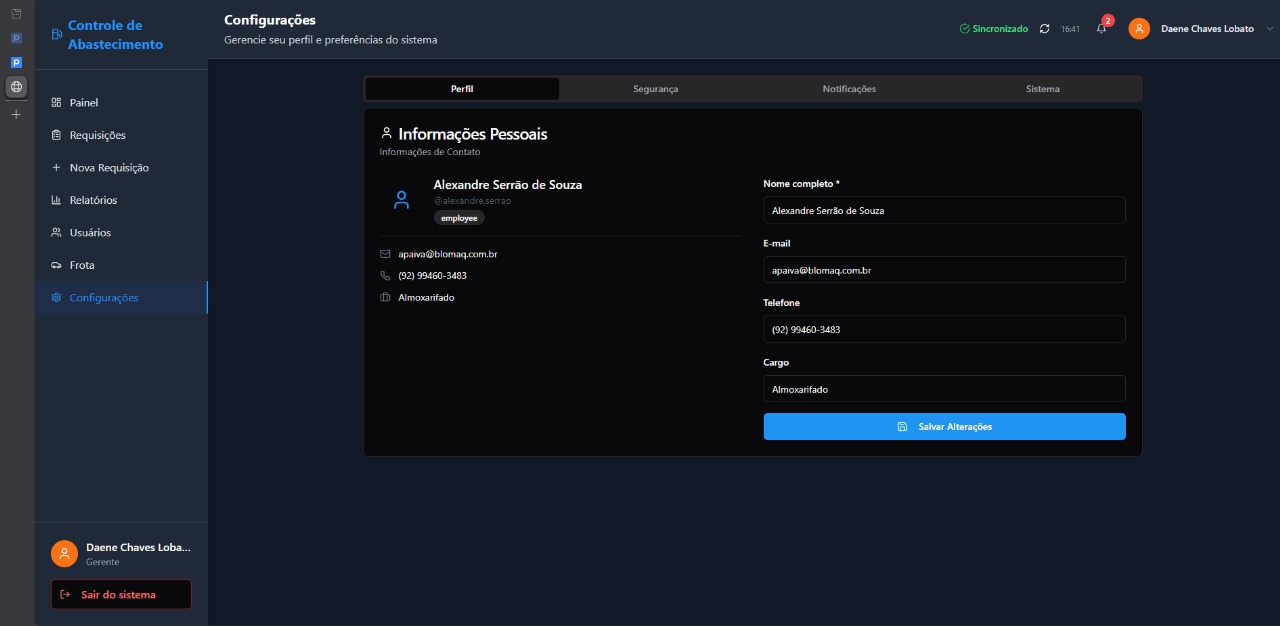 Controle de
Abastecimento
Configurações
Gerencie seu perfil e preferências do sistema
Sincronizado
16:41
2
Daene Chaves Lobato
Painel
Requisições
Nova Requisição
Relatórios
Usuários
Frota
Configurações
Perfil
Segurança
Notificações
Sistema
Informações Pessoais
Informações de Contato
Alexandre Serrão de Souza
@alexandre.serrao
employee
apaiva@blomaq.com.br
(92) 99460-3483
Almoxarifado
Nome completo *
Alexandre Serrão de Souza
E-mail
apaiva@blomaq.com.br
Telefone
(92) 99460-3483
Cargo
Almoxarifado
Salvar Alterações
Daene Chaves Loba...
Gerente
Sair do sistema